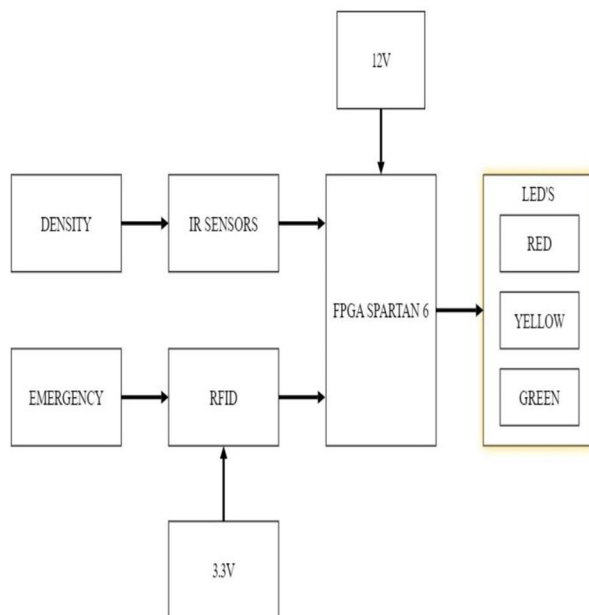 12V
DENSITY
IR SENSORS
FPGA SPARTAN 6
LED'S
RED
YELLOW
GREEN
EMERGENCY
RFID
3.3V